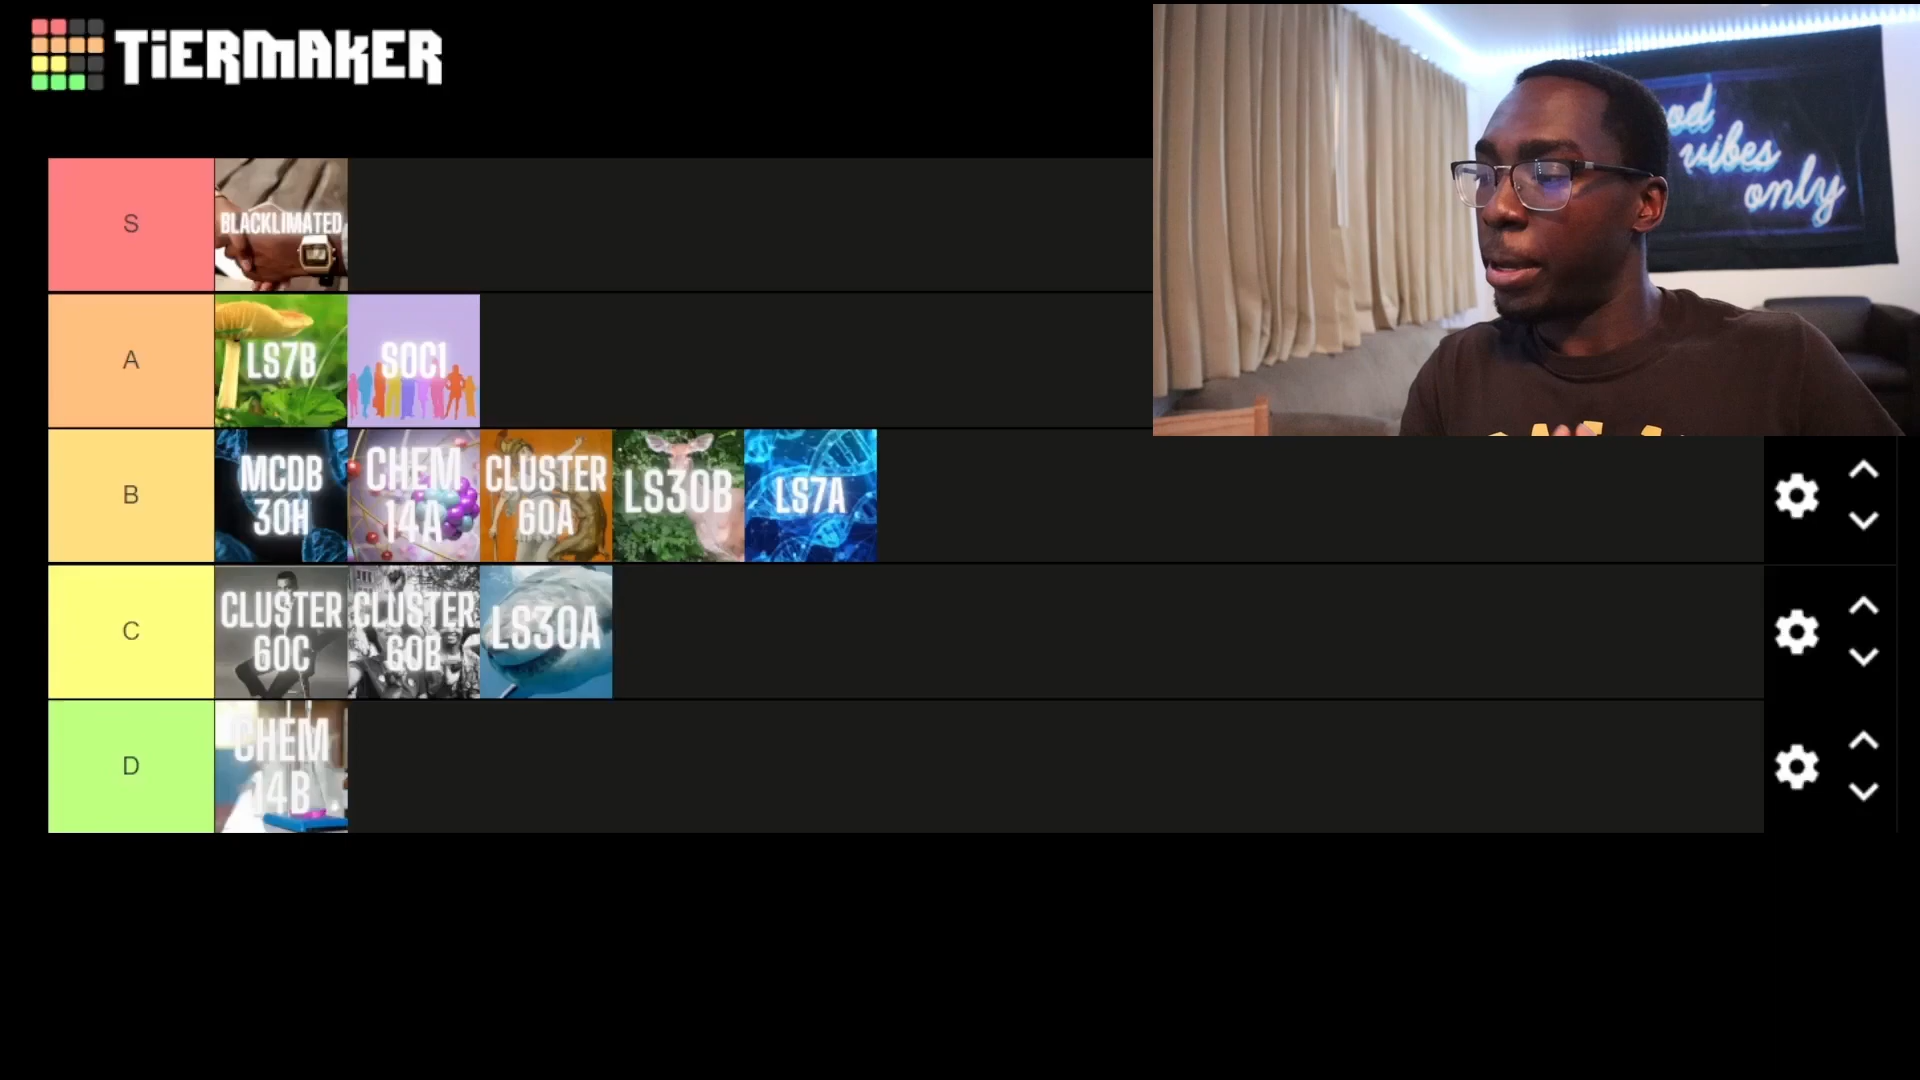 TiERMAKER
od
vibes
only
S
BLACKLIMATED
A
LS7B
SOC1
B
MCDB
30H
CHEM
14A
CLUSTER
60A
LS30B
LS7A
C
CLUSTER
60C
CLUSTER
60B
LS30A
D
CHEM
14B